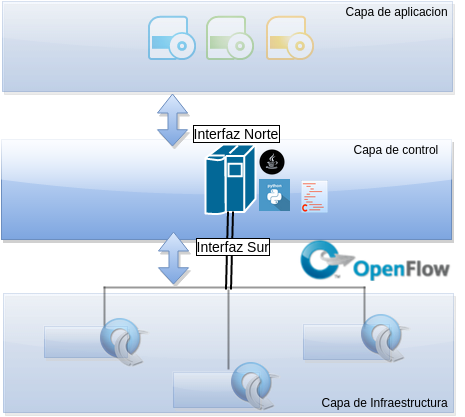 Capa de aplicacion
Interfaz Norte
Capa de control
python
Interfaz Sur
OpenFlow
Capa de Infraestructura